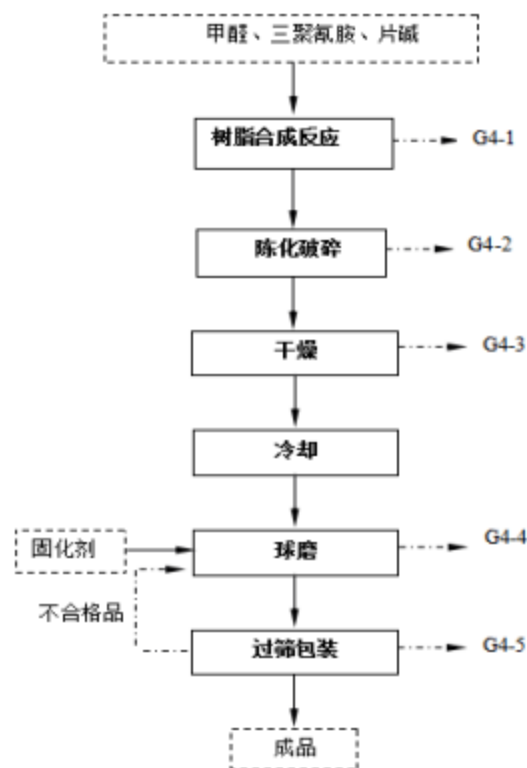 甲醛、三聚氰胺、片碱
树脂合成反应
G4-1
陈化破碎
G4-2
干燥
G4-3
冷却
固化剂
球磨
G4-4
不合格品
过筛包装
G4-5
成品